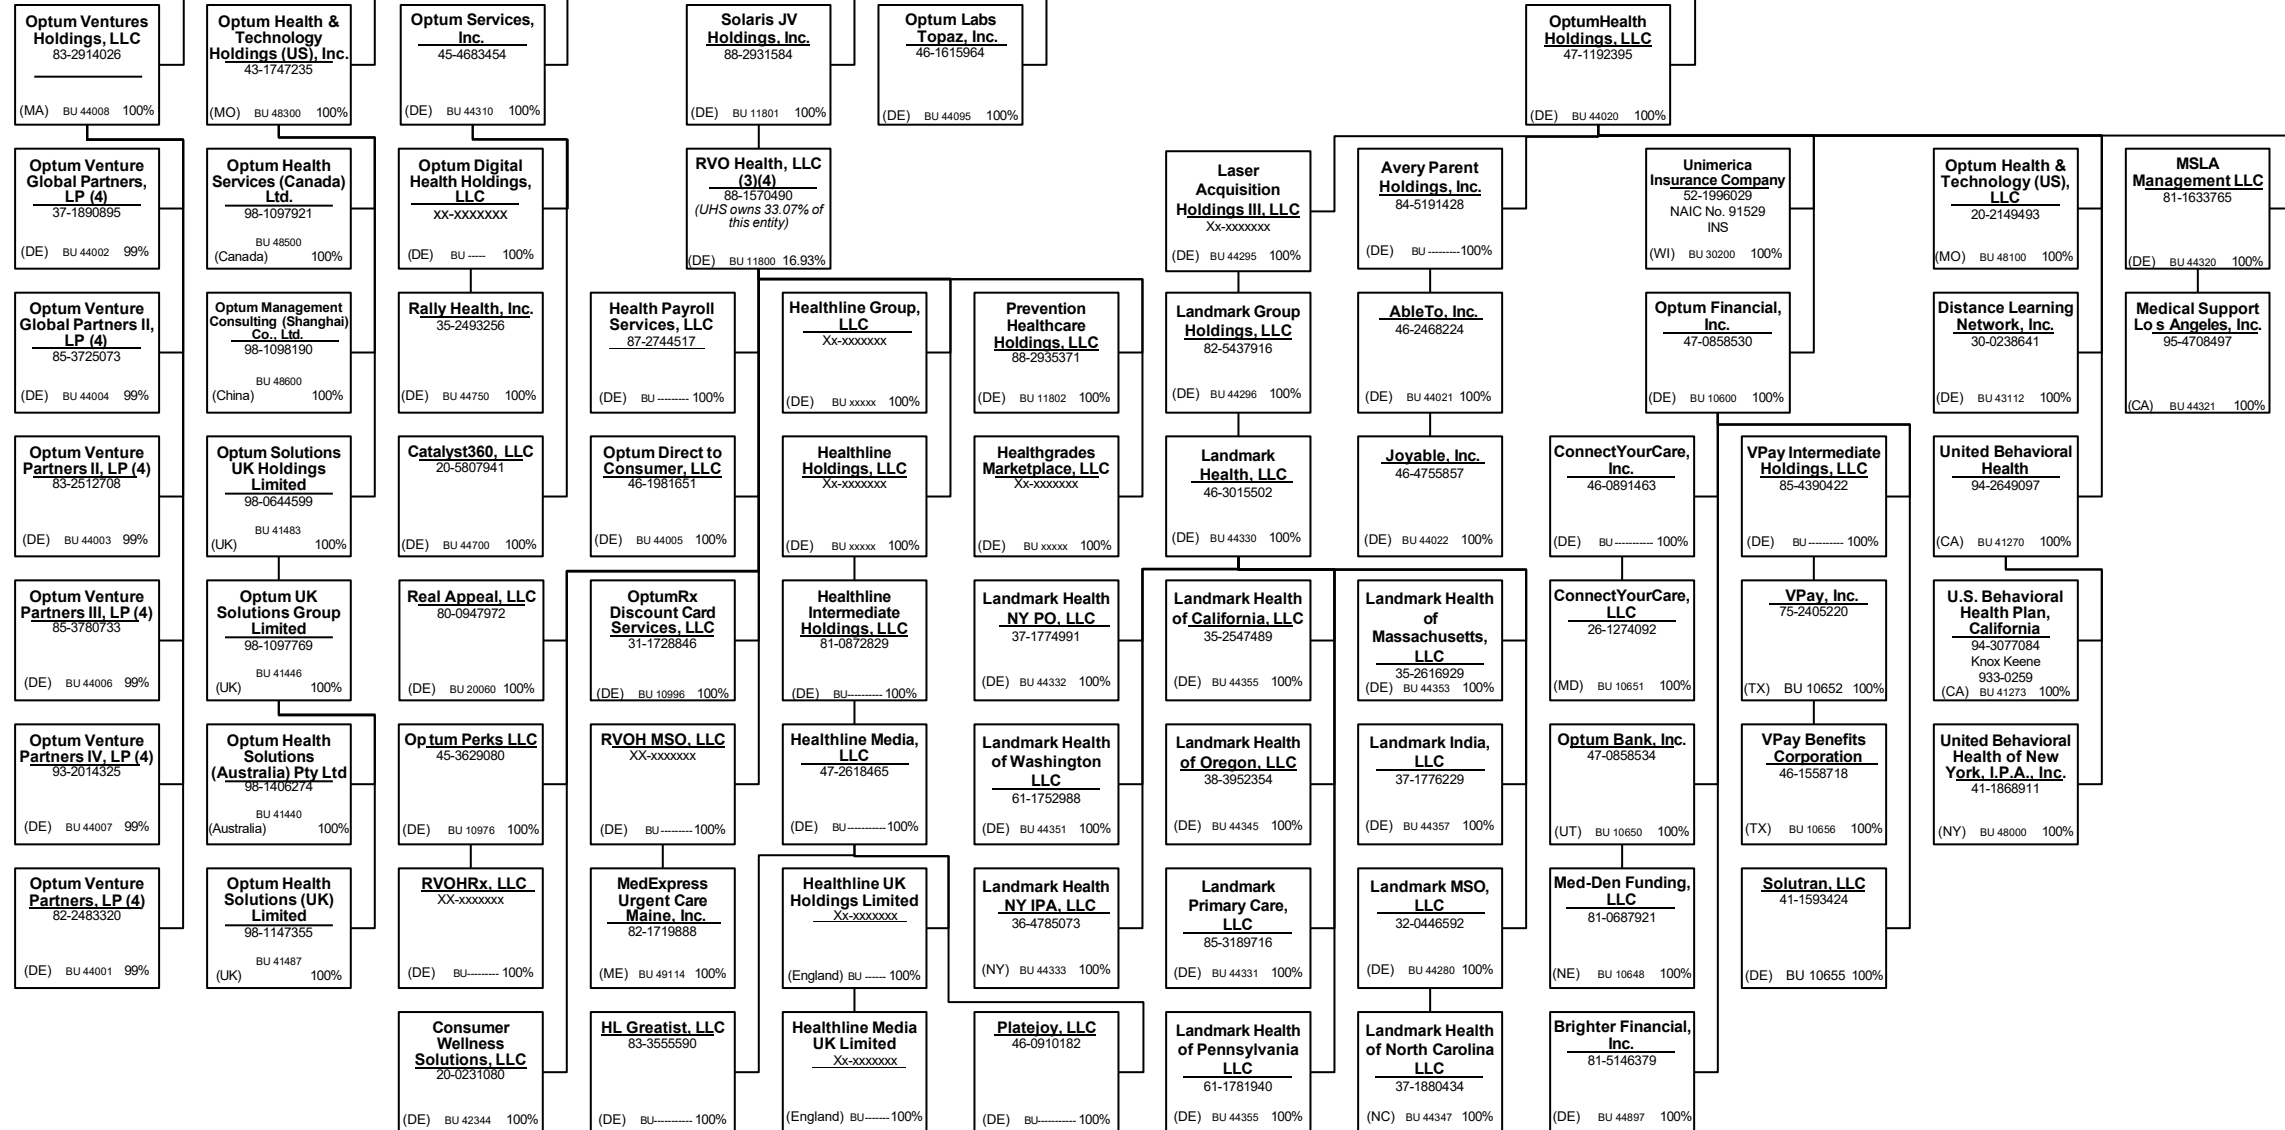 Optum Ventures
Holdings, LLC
83-2914026
(MA) BU 44008 100%
Optum Health &
Technology
Holdings (US), Inc.
43-1747235
(MO) BU 48300 100%
Optum Services,
Inc.
45-4683454
(DE) BU 44310 100%
Solaris JV
Holdings, Inc.
88-2931584
(DE) BU 11801 100%
Optum Labs
Topaz, Inc.
46-1615964
(DE) BU 44095 100%
OptumHealth
Holdings, LLC
47-1192395
(DE) BU 44020 100%
Optum Venture
Global Partners,
LP (4)
37-1890895
(DE) BU 44002 99%
Optum Health
Services (Canada)
Ltd.
98-1097921
BU 48500
(Canada) 100%
Optum Digital
Health Holdings,
LLC
xx-xxxxxxx
(DE) BU ----- 100%
RVO Health, LLC
(3)(4)
88-1570490
(UHS owns 33.07% of
this entity)
(DE) BU 11800 16.93%
Laser
Acquisition
Holdings III, LLC
Xx-xxxxxxx
(DE) BU 44295 100%
Avery Parent
Holdings, Inc.
84-5191428
(DE) BU ---------100%
Unimerica
Insurance Company
52-1996029
NAIC No. 91529
INS
(WI) BU 30200 100%
Optum Health &
Technology (US),
LLC
20-2149493
(MO) BU 48100 100%
MSLA
Management LLC
81-1633765
(DE) BU 44320 100%
Optum Venture
Global Partners II,
LP (4)
85-3725073
(DE) BU 44004 99%
Optum Management
Consulting (Shanghai)
Co., Ltd.
98-1098190
BU 48600
(China) 100%
Rally Health, Inc.
35-2493256
(DE) BU 44750 100%
Health Payroll
Services, LLC
87-2744517
(DE) BU --------- 100%
Healthline Group,
LLC
Xx-xxxxxxx
(DE) BU xxxxx 100%
Prevention
Healthcare
Holdings, LLC
88-2935371
(DE) BU 11802 100%
Landmark Group
Holdings, LLC
82-5437916
(DE) BU 44296 100%
AbleTo, Inc.
46-2468224
(DE) BU 44021 100%
Optum Financial,
Inc.
47-0858530
(DE) BU 10600 100%
Distance Learning
Network, Inc.
30-0238641
(DE) BU 43112 100%
Medical Support
Los Angeles, Inc.
95-4708497
(CA) BU 44321 100%
Optum Venture
Partners II, LP (4)
83-2512708
(DE) BU 44003 99%
Optum Solutions
UK Holdings
Limited
98-0644599
BU 41483
(UK) 100%
Catalyst360, LLC
20-5807941
(DE) BU 44700 100%
Optum Direct to
Consumer, LLC
46-1981651
(DE) BU 44005 100%
Healthline
Holdings, LLC
Xx-xxxxxxx
(DE) BU xxxxx 100%
Healthgrades
Marketplace, LLC
Xx-xxxxxxx
(DE) BU xxxxx 100%
Landmark
Health, LLC
46-3015502
(DE) BU 44330 100%
Joyable, Inc.
46-4755857
(DE) BU 44022 100%
ConnectYourCare,
Inc.
46-0891463
(DE) BU----------- 100%
VPay Intermediate
Holdings, LLC
85-4390422
(DE) BU---------- 100%
United Behavioral
Health
94-2649097
(CA) BU 41270 100%
Optum Venture
Partners III, LP (4)
85-3780733
(DE) BU 44006 99%
Optum UK
Solutions Group
Limited
98-1097769
BU 41446
(UK) 100%
Real Appeal, LLC
80-0947972
(DE) BU 20060 100%
OptumRx
Discount Card
Services, LLC
31-1728846
(DE) BU 10996 100%
Healthline
Intermediate
Holdings, LLC
81-0872829
(DE) BU---------- 100%
Landmark Health
NY PO, LLC
37-1774991
(DE) BU 44332 100%
Landmark Health
of California, LLC
35-2547489
(DE) BU 44355 100%
Landmark Health
of
Massachusetts,
LLC
35-2616929
(DE) BU 44353 100%
ConnectYourCare,
LLC
26-1274092
(MD) BU 10651 100%
VPay, Inc.
75-2405220
(TX) BU 10652 100%
U.S. Behavioral
Health Plan,
California
94-3077084
Knox Keene
933-0259
(CA) BU 41273 100%
Optum Venture
Partners IV, LP (4)
93-2014325
(DE) BU 44007 99%
Optum Health
Solutions
(Australia) Pty Ltd
98-1406274
BU 41440
(Australia) 100%
Optum Perks LLC
45-3629080
(DE) BU 10976 100%
RVOH MSO, LLC
XX-xxxxxxx
(DE) BU--------- 100%
Healthline Media,
LLC
47-2618465
(DE) BU-----------100%
Landmark Health
of Washington
LLC
61-1752988
(DE) BU 44351 100%
Landmark Health
of Oregon, LLC
38-3952354
(DE) BU 44345 100%
Landmark India,
LLC
37-1776229
(DE) BU 44357 100%
Optum Bank, Inc.
47-0858534
(UT) BU 10650 100%
VPay Benefits
Corporation
46-1558718
(TX) BU 10656 100%
United Behavioral
Health of New
York, I.P.A., Inc.
41-1868911
(NY) BU 48000 100%
Optum Venture
Partners, LP (4)
82-2483320
(DE) BU 44001 99%
Optum Health
Solutions (UK)
Limited
98-1147355
BU 41487
(UK) 100%
RVOHRx, LLC
XX-xxxxxxx
(DE) BU--------- 100%
MedExpress
Urgent Care
Maine, Inc.
82-1719888
(ME) BU 49114 100%
Healthline UK
Holdings Limited
Xx-xxxxxxx
(England) BU ------ 100%
Landmark Health
NY IPA, LLC
36-4785073
(NY) BU 44333 100%
Landmark
Primary Care,
LLC
85-3189716
(DE) BU 44331 100%
Landmark MSO,
LLC
32-0446592
(DE) BU 44280 100%
Med-Den Funding,
LLC
81-0687921
(NE) BU 10648 100%
Solutran, LLC
41-1593424
(DE) BU 10655 100%
Consumer
Wellness
Solutions, LLC
20-0231080
(DE) BU 42344 100%
HL Greatist, LLC
83-3555590
(DE) BU----------- 100%
Healthline Media
UK Limited
Xx-xxxxxxx
(England) BU-------100%
Platejoy, LLC
46-0910182
(DE) BU----------- 100%
Landmark Health
of Pennsylvania
LLC
61-1781940
(DE) BU 44355 100%
Landmark Health
of North Carolina
LLC
37-1880434
(NC) BU 44347 100%
Brighter Financial,
Inc.
81-5146379
(DE) BU 44897 100%